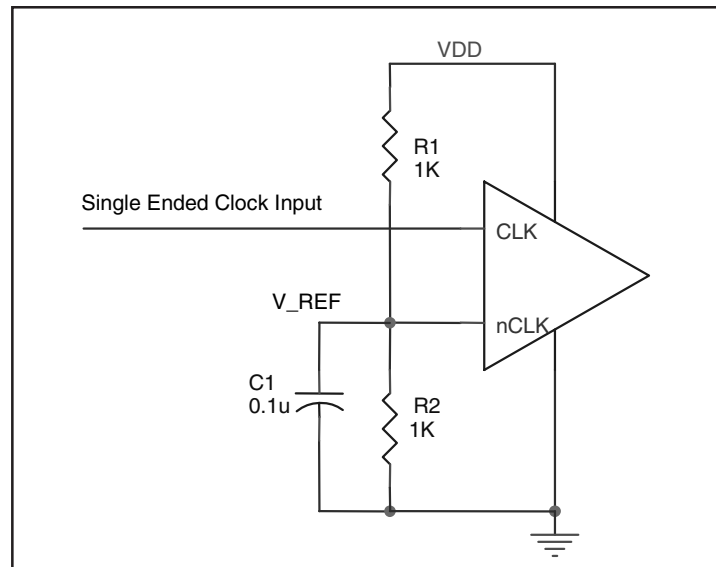 VDD
R1
1K
Single Ended Clock Input
CLK
V_REF
nCLK
C1
0.1u
R2
1K